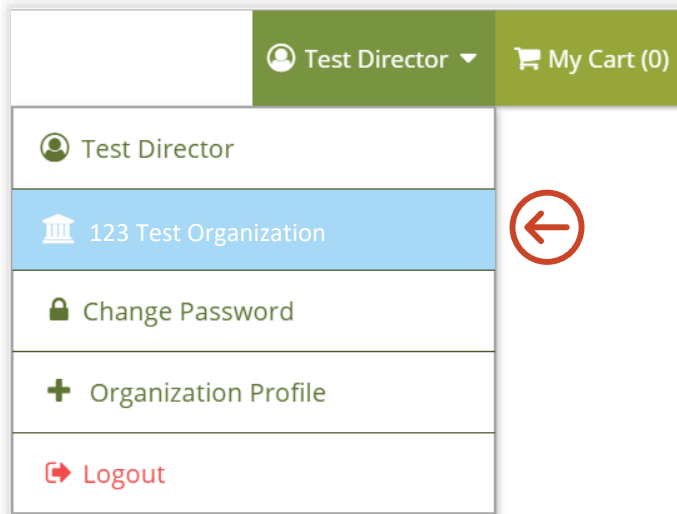 Test Director My Cart (0)
Test Director
123 Test Organization
Change Password
Organization Profile
Logout